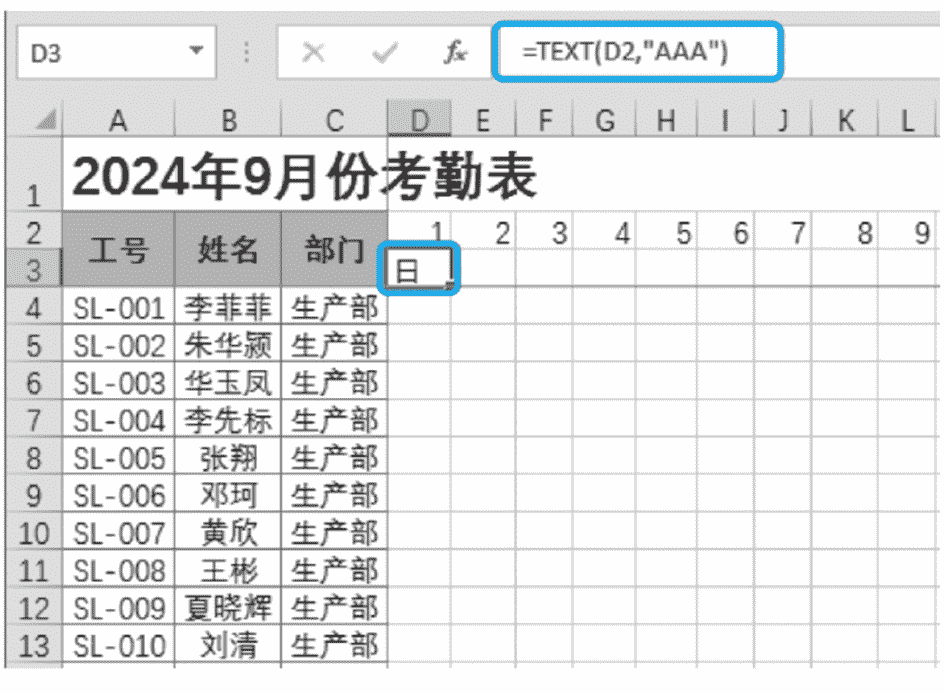 D3 fx =TEXT(D2,"AAA")
A B C D E F G H I J K L
1 2024年9月份考勤表
2 工号 姓名 部门 1 2 3 4 5 6 7 8 9
3 日
4 SL-001 李菲菲 生产部
5 SL-002 朱华颍 生产部
6 SL-003 华玉凤 生产部
7 SL-004 李先标 生产部
8 SL-005 张翔 生产部
9 SL-006 邓珂 生产部
10 SL-007 黄欣 生产部
11 SL-008 王彬 生产部
12 SL-009 夏晓辉 生产部
13 SL-010 刘清 生产部